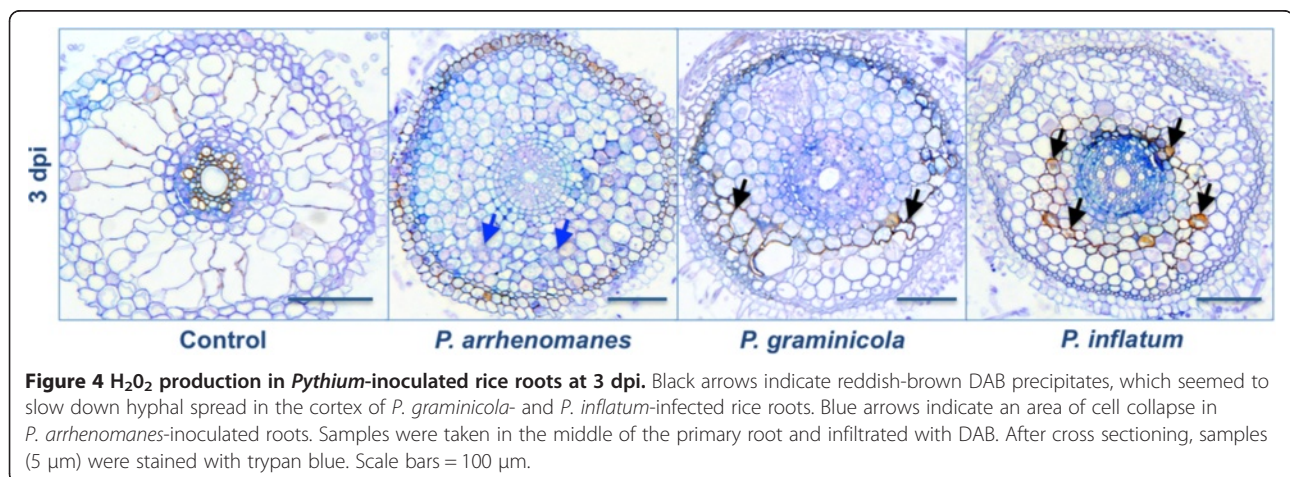 3 dpi
Control P. arrhenomanes P. graminicola P. inflatum
Figure 4 H₂0₂ production in Pythium-inoculated rice roots at 3 dpi. Black arrows indicate reddish-brown DAB precipitates, which seemed to
slow down hyphal spread in the cortex of P. graminicola- and P. inflatum-infected rice roots. Blue arrows indicate an area of cell collapse in
P. arrhenomanes-inoculated roots. Samples were taken in the middle of the primary root and infiltrated with DAB. After cross sectioning, samples
(5 μm) were stained with trypan blue. Scale bars = 100 μm.